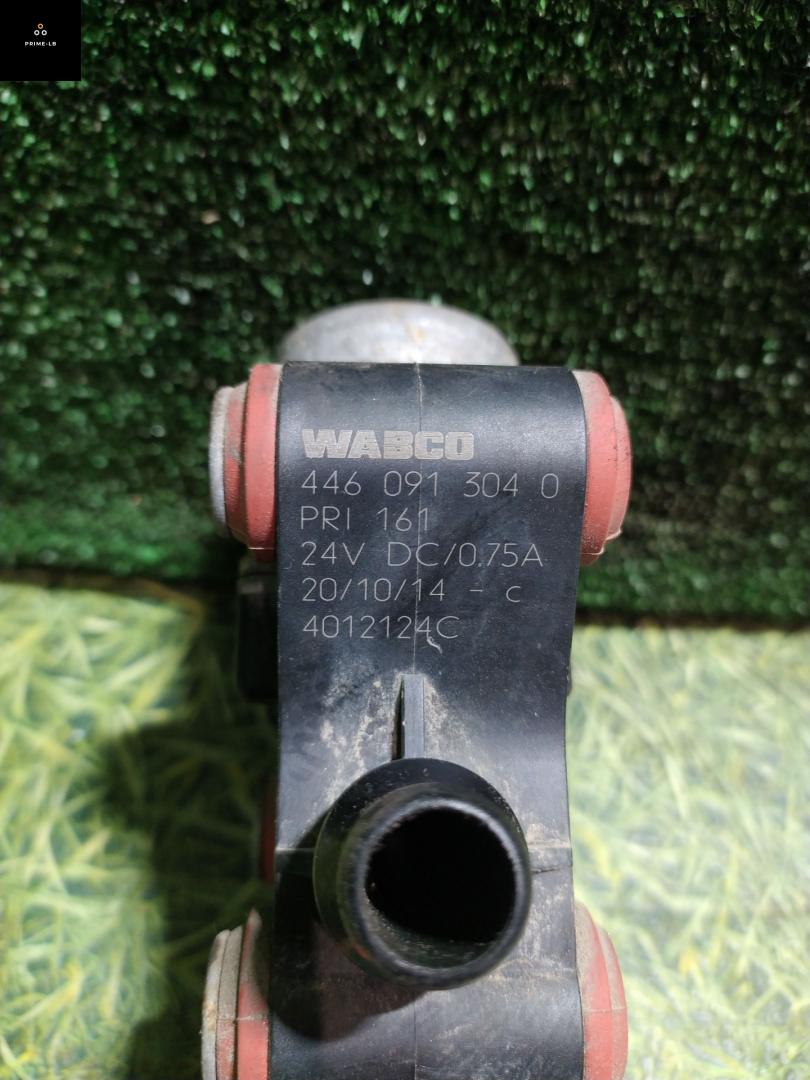 PRIME-LB
WABCO
446 091 304 0
PRI 161
24V DC/0.75A
20/10/14 - c
4012124C